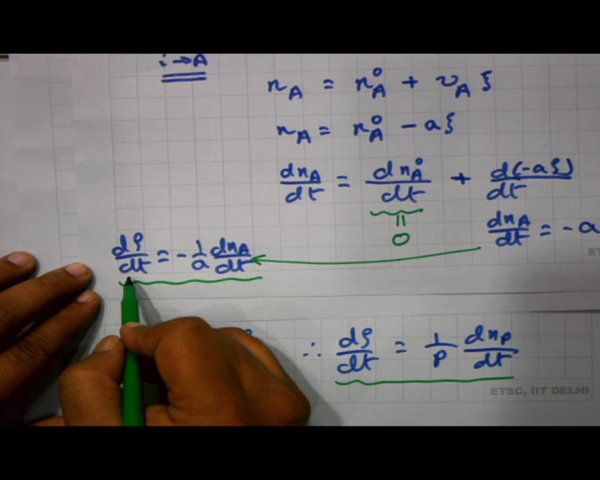 i → A
n_A = n_A° + ν_A ξ
n_A = n_A° - aξ
dn_A/dt = dn_A°/dt + d(-aξ)/dt
= 0
dn_A/dt = -a
dξ/dt = -1/a dn_A/dt
∴ dξ/dt = 1/P dn_P/dt
ETSC, IIT DELHI